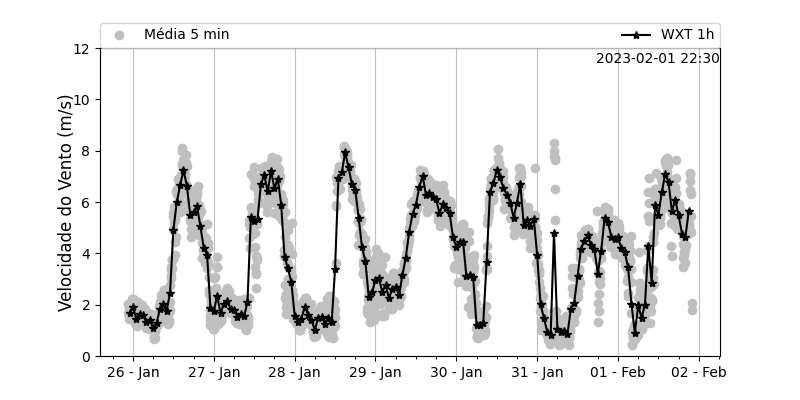 Média 5 min
WXT 1h
2023-02-01 22:30
Velocidade do Vento (m/s)
12
10
8
6
4
2
0
26 - Jan
27 - Jan
28 - Jan
29 - Jan
30 - Jan
31 - Jan
01 - Feb
02 - Feb